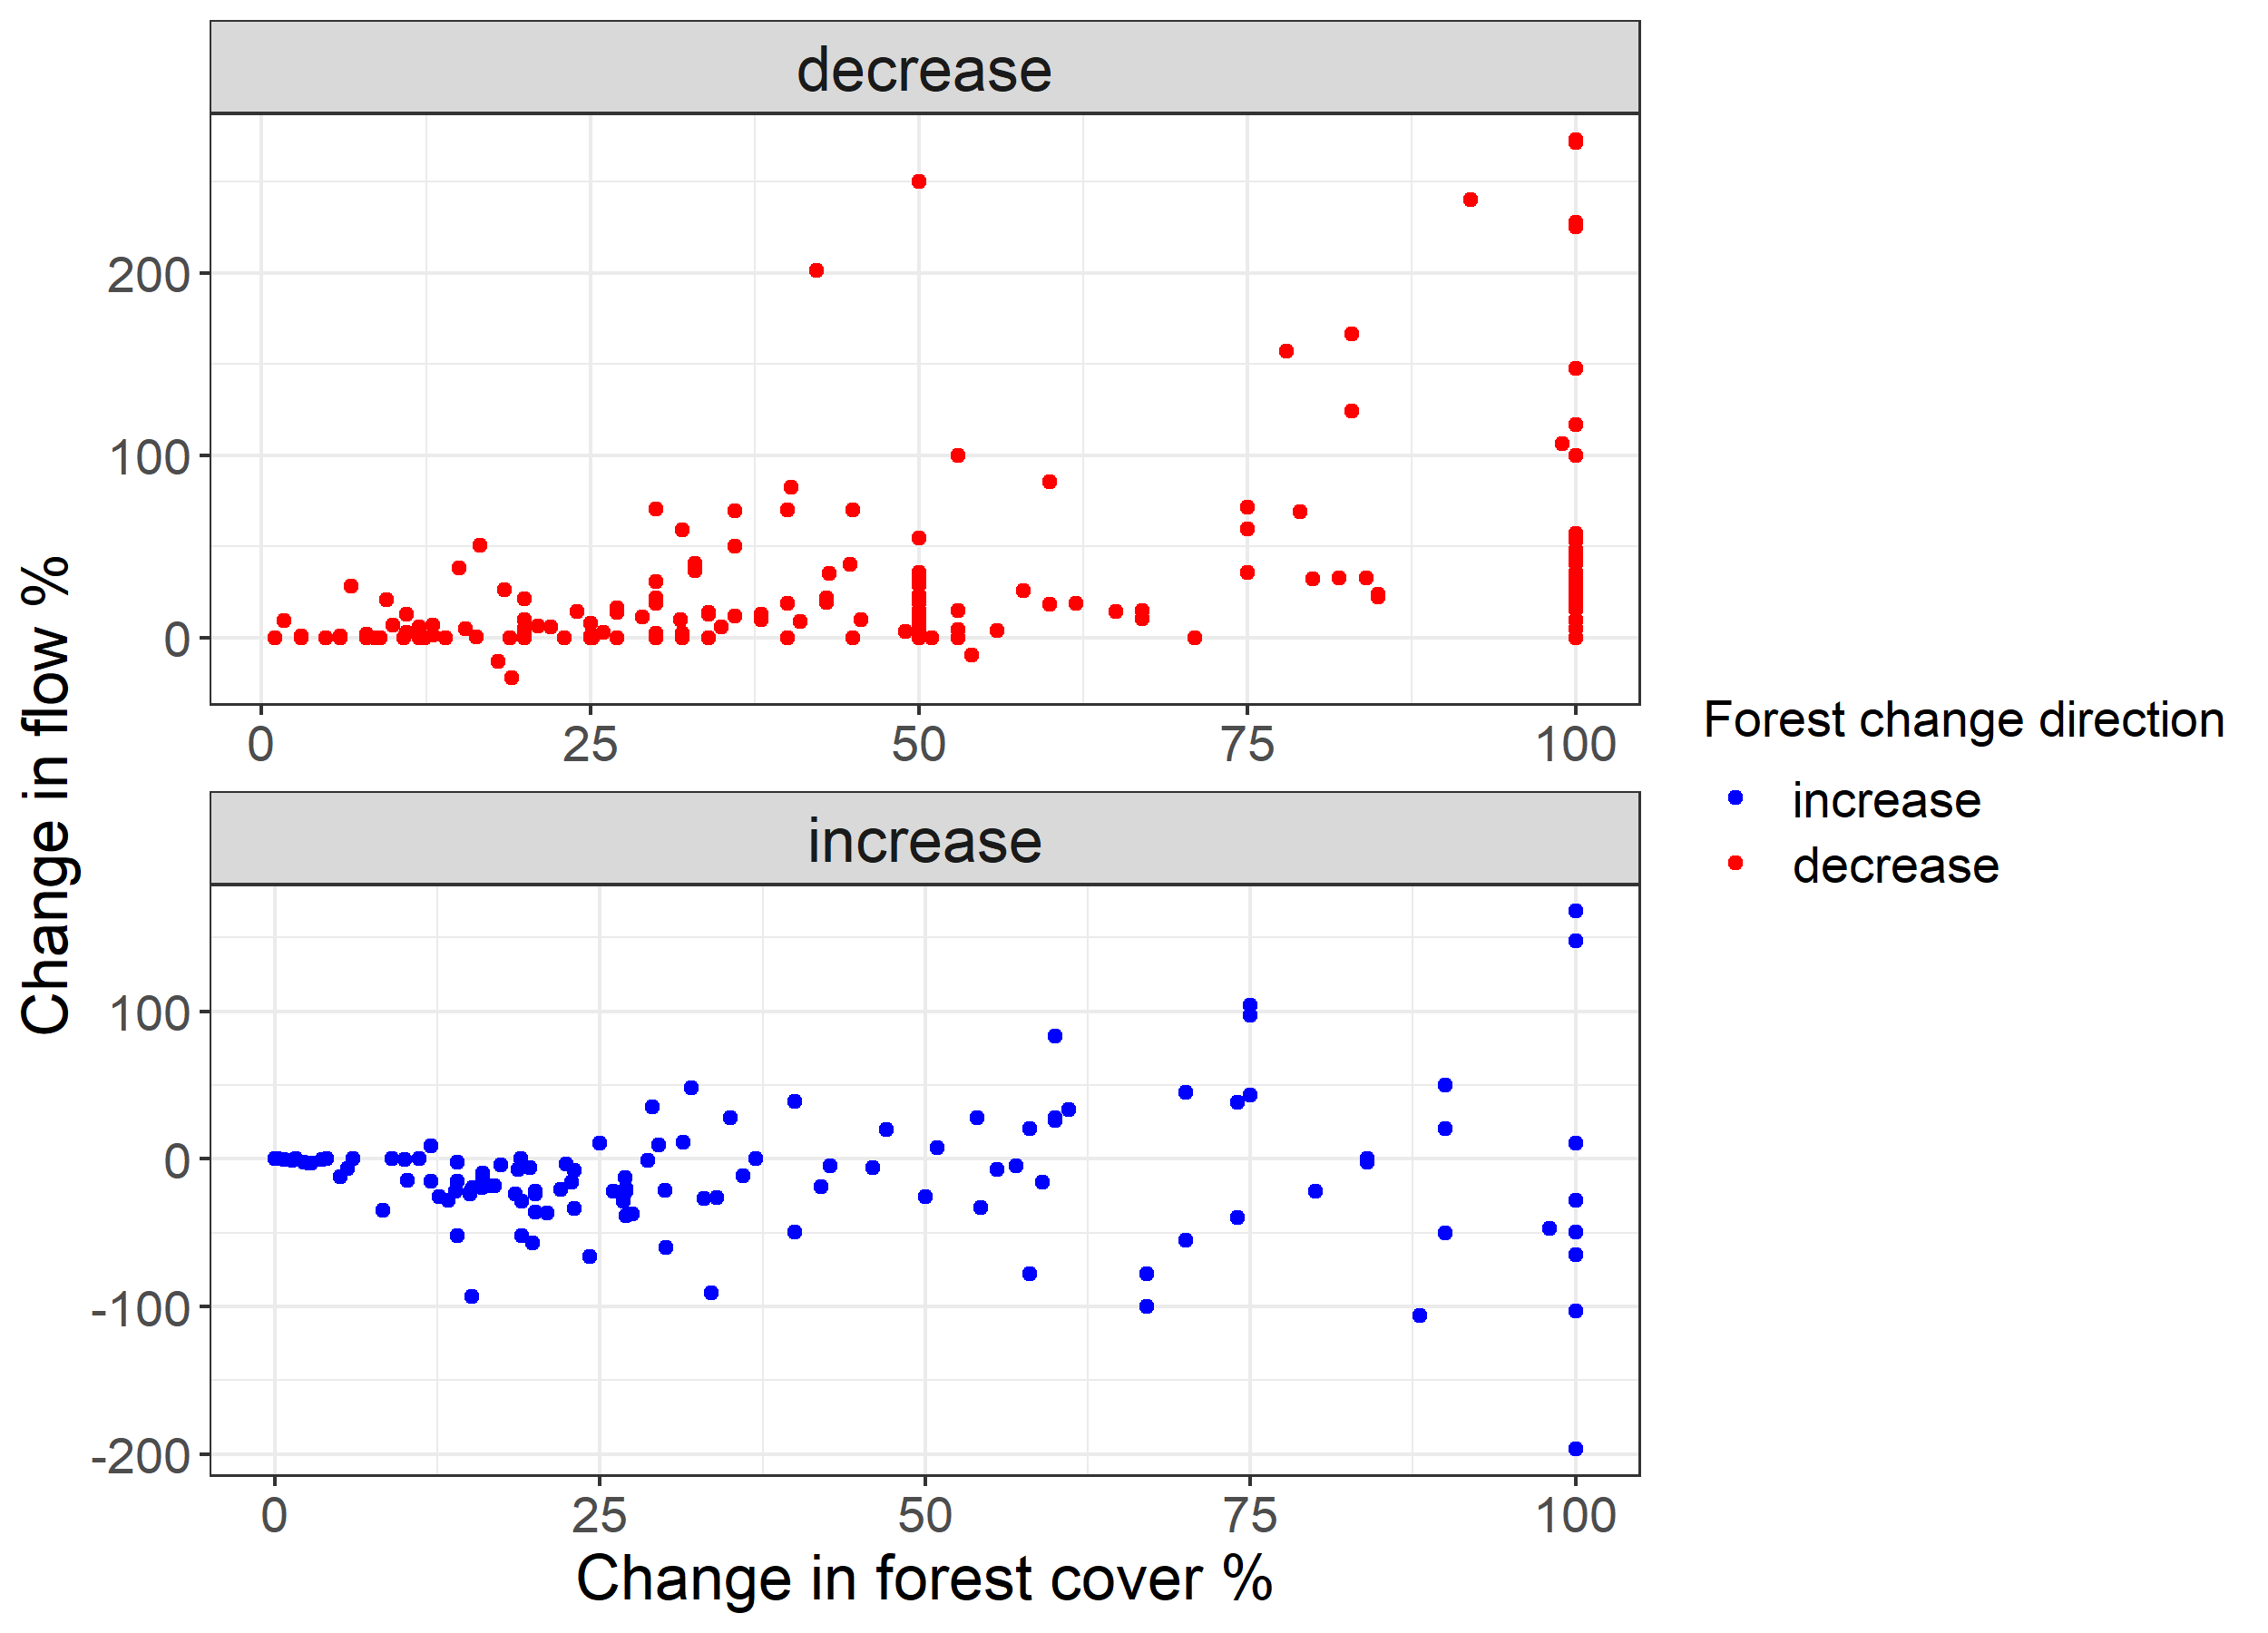 decrease
200
100
0
0 25 50 75 100
increase
100
0
-100
-200
0 25 50 75 100
Change in forest cover %
Change in flow %
Forest change direction
increase
decrease